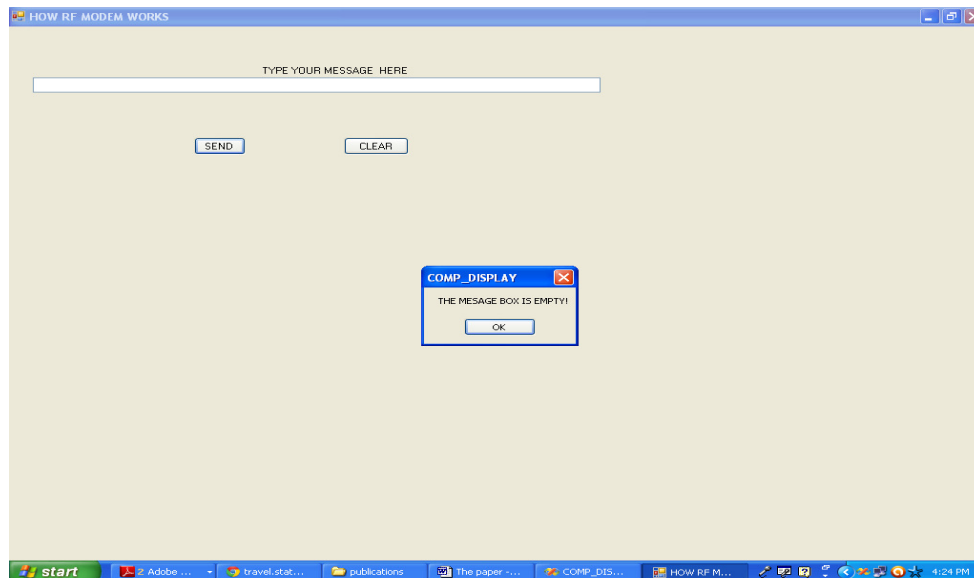 HOW RF MODEM WORKS
TYPE YOUR MESSAGE HERE
SEND CLEAR
COMP_DISPLAY
THE MESAGE BOX IS EMPTY!
OK
start 2 Adobe ... travel.stat... publications The paper -... COMP_DIS... HOW RF M... 4:24 PM